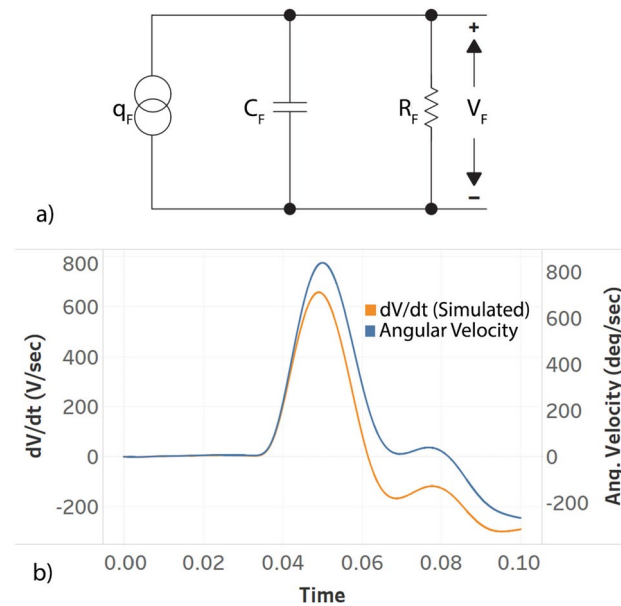 +
q_F C_F R_F V_F
−
a)
800 800
600 600
400 400
200 200
0 0
-200 -200
dV/dt (V/sec)
Ang. Velocity (deg/sec)
dV/dt (Simulated)
Angular Velocity
0.00 0.02 0.04 0.06 0.08 0.10
b) Time